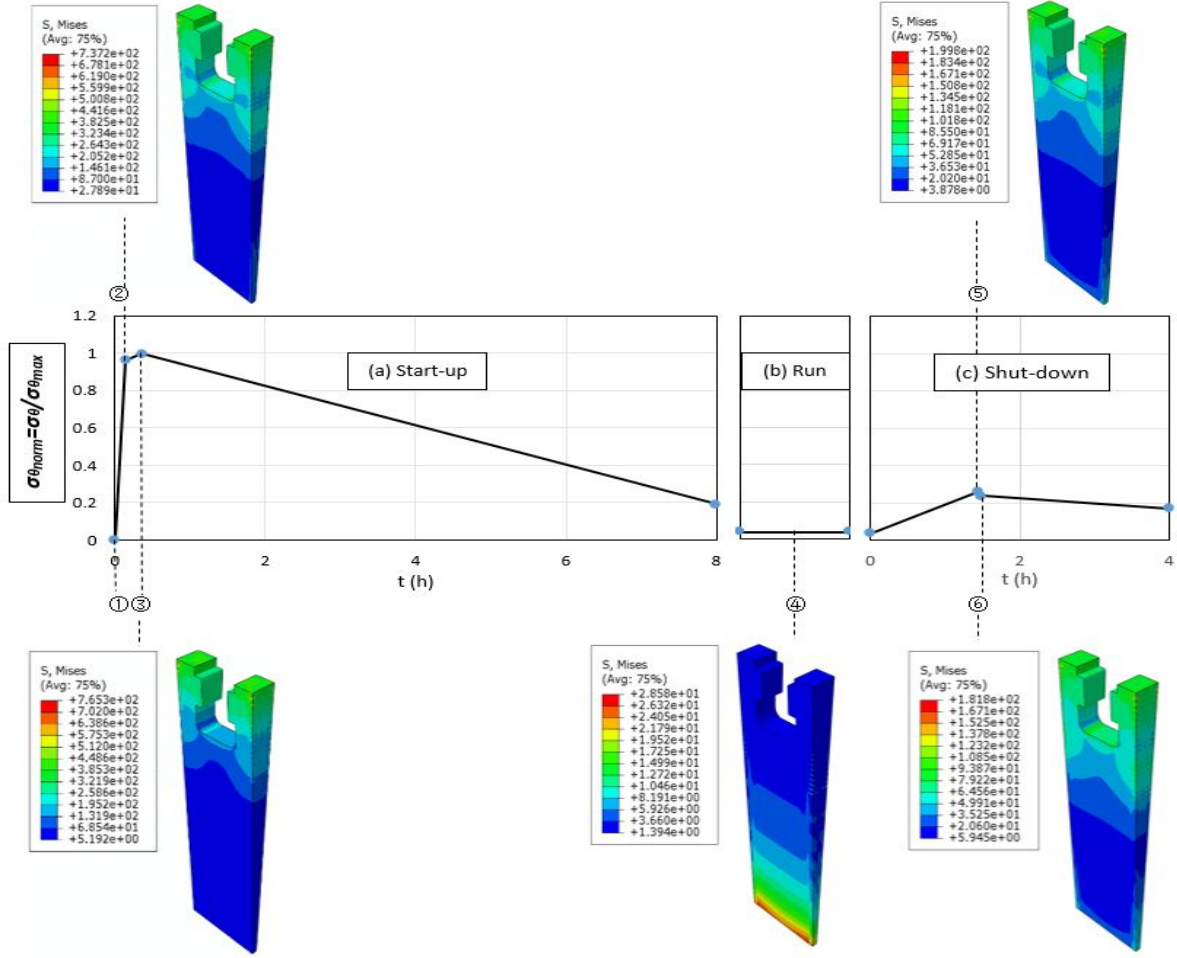 S, Mises
(Avg: 75%)
+7.372e+02
+6.781e+02
+6.190e+02
+5.599e+02
+5.008e+02
+4.416e+02
+3.825e+02
+3.234e+02
+2.643e+02
+2.052e+02
+1.461e+02
+8.700e+01
+2.789e+01
S, Mises
(Avg: 75%)
+1.998e+02
+1.834e+02
+1.671e+02
+1.508e+02
+1.345e+02
+1.181e+02
+1.018e+02
+8.550e+01
+6.917e+01
+5.285e+01
+3.653e+01
+2.020e+01
+3.878e+00
②
⑤
σθnorm=σθ/σθmax
1.2
1
0.8
0.6
0.4
0.2
0
(a) Start-up
(b) Run
(c) Shut-down
0 2 4 6 8
t (h)
0 2 4
t (h)
① ③
④
⑥
S, Mises
(Avg: 75%)
+7.653e+02
+7.020e+02
+6.386e+02
+5.753e+02
+5.120e+02
+4.486e+02
+3.853e+02
+3.219e+02
+2.586e+02
+1.952e+02
+1.319e+02
+6.854e+01
+5.192e+00
S, Mises
(Avg: 75%)
+2.858e+01
+2.632e+01
+2.405e+01
+2.179e+01
+1.952e+01
+1.725e+01
+1.499e+01
+1.272e+01
+1.046e+01
+8.191e+00
+5.926e+00
+3.660e+00
+1.394e+00
S, Mises
(Avg: 75%)
+1.818e+02
+1.671e+02
+1.525e+02
+1.378e+02
+1.232e+02
+1.085e+02
+9.387e+01
+7.922e+01
+6.456e+01
+4.991e+01
+3.525e+01
+2.060e+01
+5.945e+00